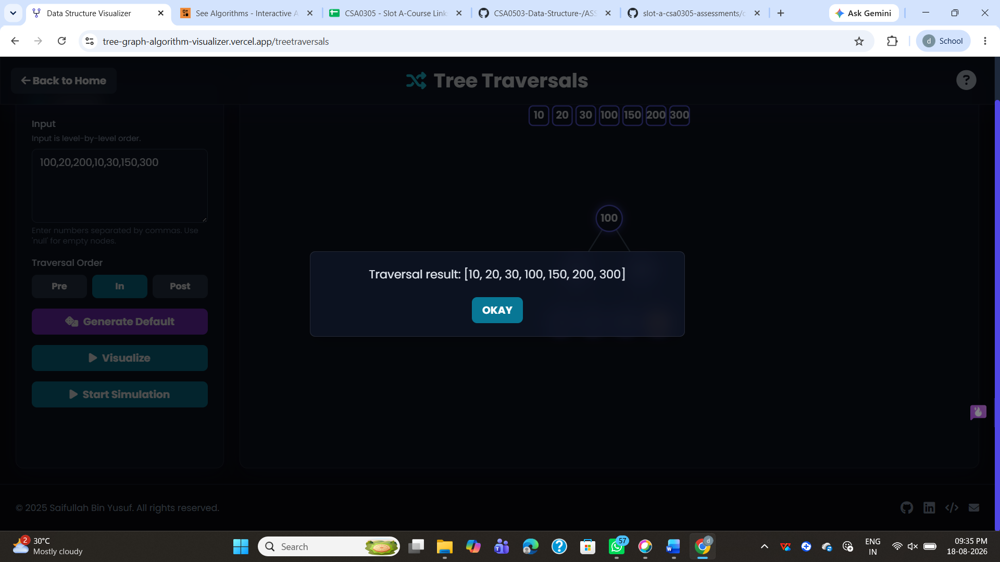 Data Structure Visualizer
See Algorithms - Interactive A
CSA0305 - Slot A-Course Link
CSA0503-Data-Structure-/ASS
slot-a-csa0305-assessments/c
Ask Gemini
tree-graph-algorithm-visualizer.vercel.app/treetraversals
d School
Back to Home
Tree Traversals
?
10 20 30 100 150 200 300
Input
Input is level-by-level order.
100,20,200,10,30,150,300
Enter numbers separated by commas. Use
'null' for empty nodes.
100
Traversal Order
Pre In Post
Traversal result: [10, 20, 30, 100, 150, 200, 300]
OKAY
Generate Default
Visualize
Start Simulation
© 2025 Saifullah Bin Yusuf. All rights reserved.
2
30°C
Mostly cloudy
Search
57
d
ENG
IN
09:35 PM
18-08-2026